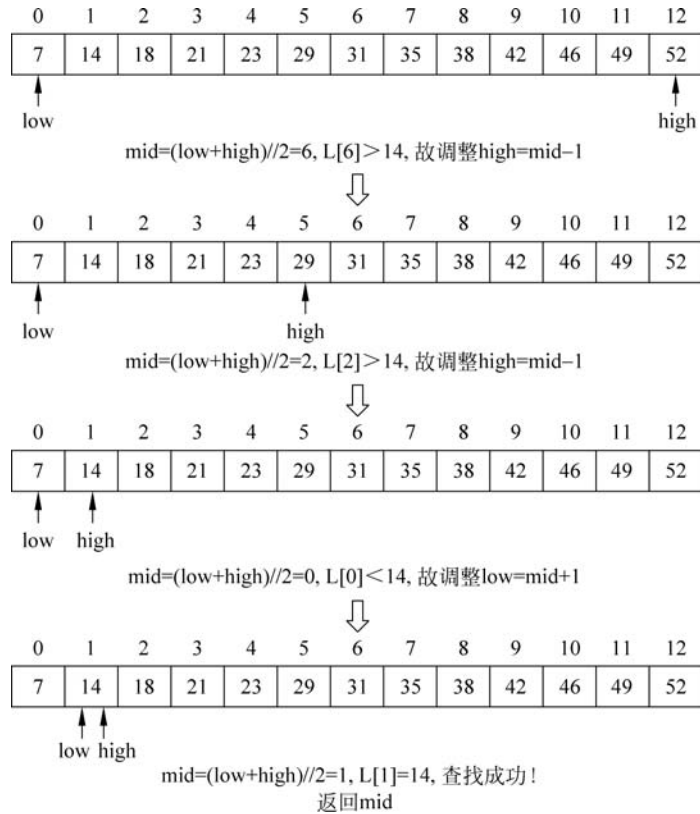 0 1 2 3 4 5 6 7 8 9 10 11 12
7 14 18 21 23 29 31 35 38 42 46 49 52
low high
mid=(low+high)//2=6, L[6]>14, 故调整high=mid−1
0 1 2 3 4 5 6 7 8 9 10 11 12
7 14 18 21 23 29 31 35 38 42 46 49 52
low high
mid=(low+high)//2=2, L[2]>14, 故调整high=mid−1
0 1 2 3 4 5 6 7 8 9 10 11 12
7 14 18 21 23 29 31 35 38 42 46 49 52
low high
mid=(low+high)//2=0, L[0]<14, 故调整low=mid+1
0 1 2 3 4 5 6 7 8 9 10 11 12
7 14 18 21 23 29 31 35 38 42 46 49 52
low high
mid=(low+high)//2=1, L[1]=14, 查找成功!
返回mid